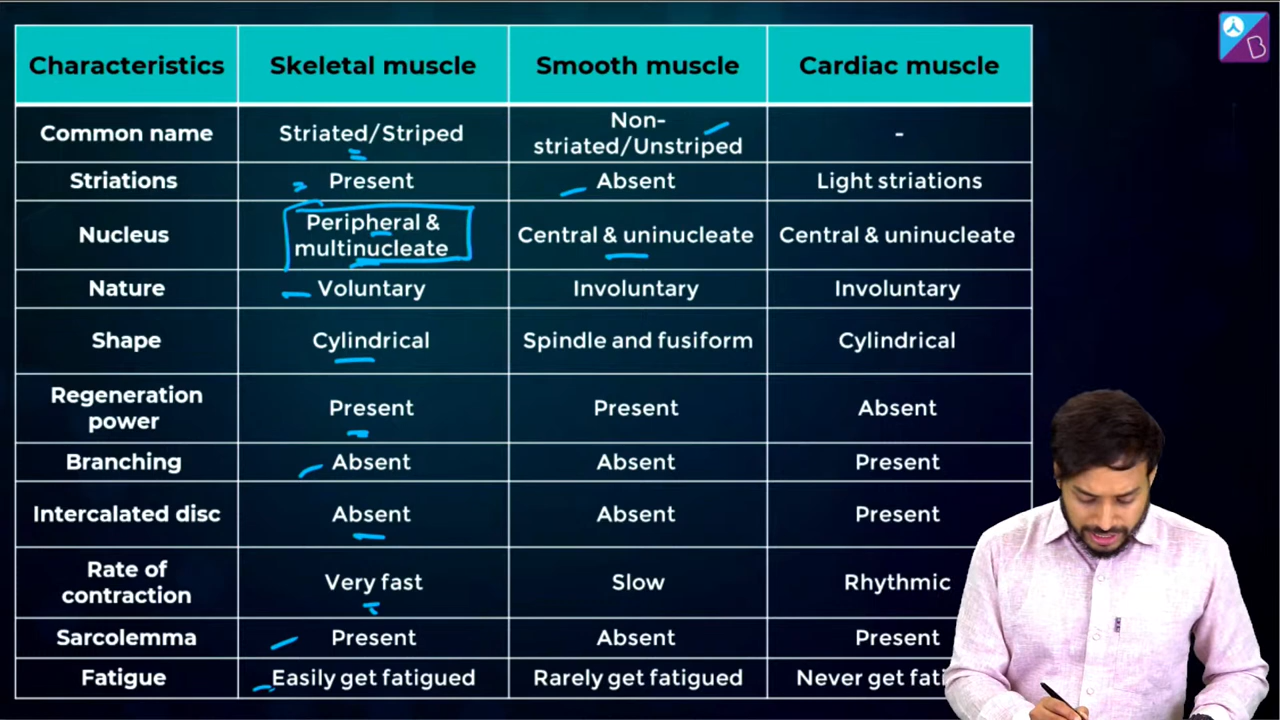 Characteristics Skeletal muscle Smooth muscle Cardiac muscle
Common name Striated/Striped Non-striated/Unstriped -
Striations Present Absent Light striations
Nucleus Peripheral & multinucleate Central & uninucleate Central & uninucleate
Nature Voluntary Involuntary Involuntary
Shape Cylindrical Spindle and fusiform Cylindrical
Regeneration power Present Present Absent
Branching Absent Absent Present
Intercalated disc Absent Absent Present
Rate of contraction Very fast Slow Rhythmic
Sarcolemma Present Absent Present
Fatigue Easily get fatigued Rarely get fatigued Never get
B